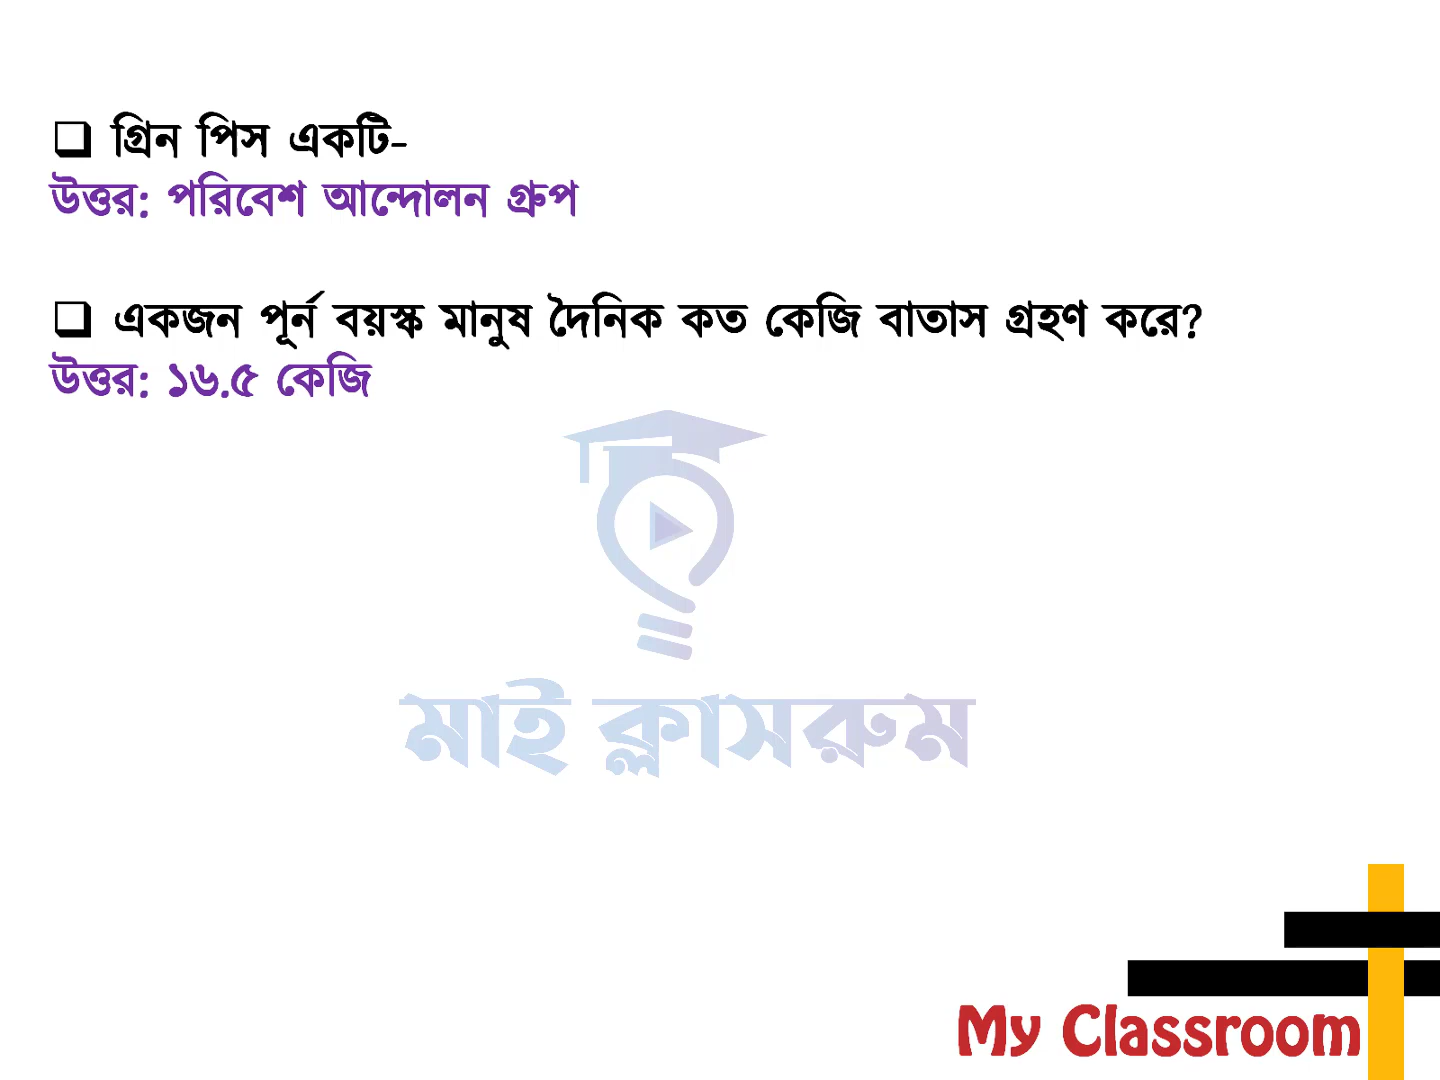 ❑ গ্রিন পিস একটি-
উত্তর: পরিবেশ আন্দোলন গ্রুপ
❑ একজন পূর্ন বয়স্ক মানুষ দৈনিক কত কেজি বাতাস গ্রহণ করে?
উত্তর: ১৬.৫ কেজি
মাই ক্লাসরুম
My Classroom